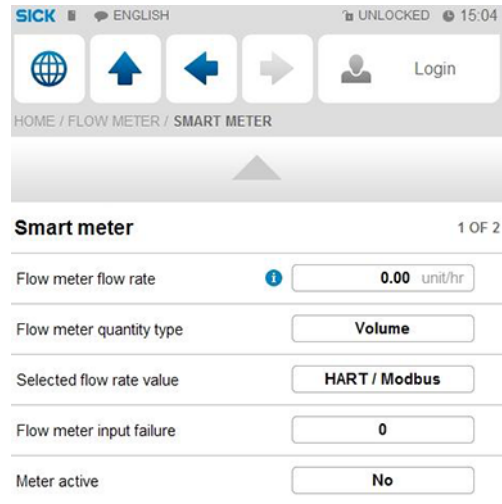 SICK ENGLISH UNLOCKED 15:04
Login
HOME / FLOW METER / SMART METER
Smart meter 1 OF 2
Flow meter flow rate 0.00 unit/hr
Flow meter quantity type Volume
Selected flow rate value HART / Modbus
Flow meter input failure 0
Meter active No